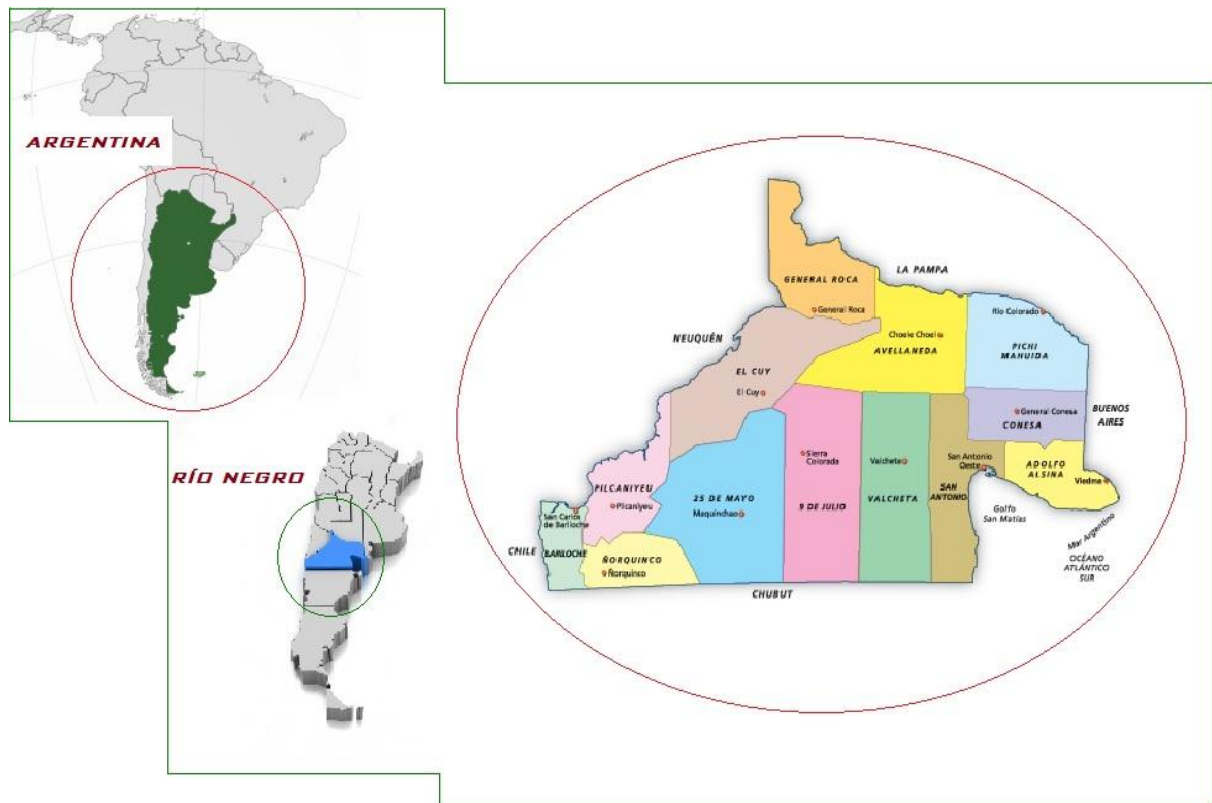 ARGENTINA
RÍO NEGRO
LA PAMPA
GENERAL ROCA
General Roca
Río Colorado
Choele Choel
NEUQUÉN
AVELLANEDA
PICHI
MAHUIDA
EL CUY
El Cuy
General Conesa
CONESA
BUENOS
AIRES
Sierra
Colorada
Valcheta
San Antonio
Oeste
ADOLFO
ALSINA
Viedma
PILCANIYEU
Pilcaniyeu
25 DE MAYO
Maquinchao
9 DE JULIO
VALCHETA
SAN
ANTONIO
San Carlos
de Bariloche
Golfo
San Matías
Mar Argentino
CHILE
BARILOCHE
ÑORQUINCO
Ñorquinco
OCÉANO
ATLÁNTICO
SUR
CHUBUT